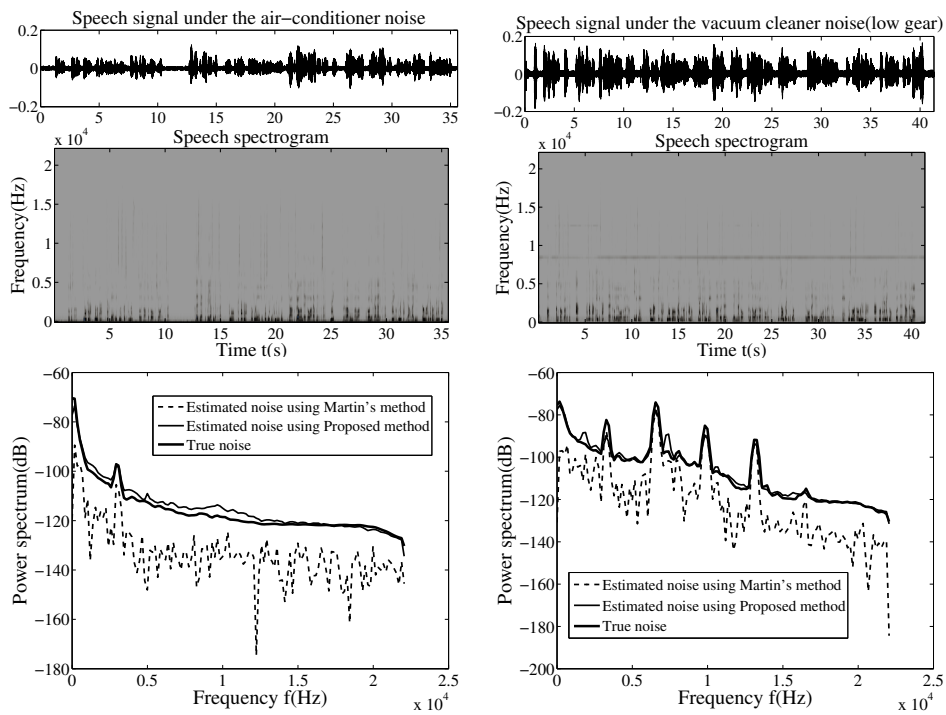 Speech signal under the air−conditioner noise
0.2
0
−0.2
0 5 10 15 20 25 30 35
x 10^4
Speech spectrogram
2
1.5
1
0.5
0
Frequency(Hz)
5 10 15 20 25 30 35
Time t(s)
Speech signal under the vacuum cleaner noise(low gear)
0.2
0
−0.2
0 5 10 15 20 25 30 35 40
x 10^4
Speech spectrogram
2
1.5
1
0.5
0
Frequency(Hz)
5 10 15 20 25 30 35 40
Time t(s)
−60
−80
−100
−120
−140
−160
−180
Power spectrum(dB)
Estimated noise using Martin's method
Estimated noise using Proposed method
True noise
0 0.5 1 1.5 2 2.5
Frequency f(Hz)
x 10^4
−60
−80
−100
−120
−140
−160
−180
−200
Power spectrum(dB)
Estimated noise using Martin's method
Estimated noise using Proposed method
True noise
0 0.5 1 1.5 2 2.5
Frequency f(Hz)
x 10^4